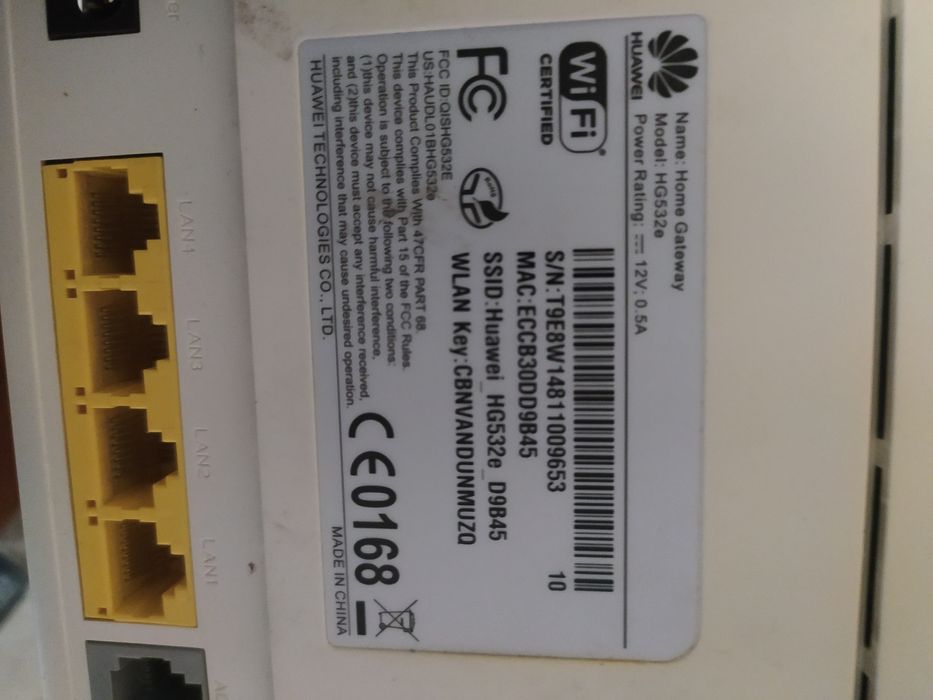 HUAWEI
Name: Home Gateway
Model: HG532e
Power Rating: ⎓ 12V; 0.5A
WiFi
CERTIFIED
S/N:T9E8W14811009653
10
MAC:ECCB30DD9B45
SSID:Huawei_HG532e_D9B45
WLAN Key:CBNVANDUNMUZQ
FC
FCC ID:QISHG532E
US:HAUDL01BHG532e
This Product Complies With 47CFR PART 68.
This device complies with Part 15 of the FCC Rules.
Operation is subject to the following two conditions:
(1)this device may not cause harmful interference,
and (2)this device must accept any interference received,
including interference that may cause undesired operation.
HUAWEI TECHNOLOGIES CO., LTD.
CE0168
MADE IN CHINA
LAN4
LAN3
LAN2
LAN1